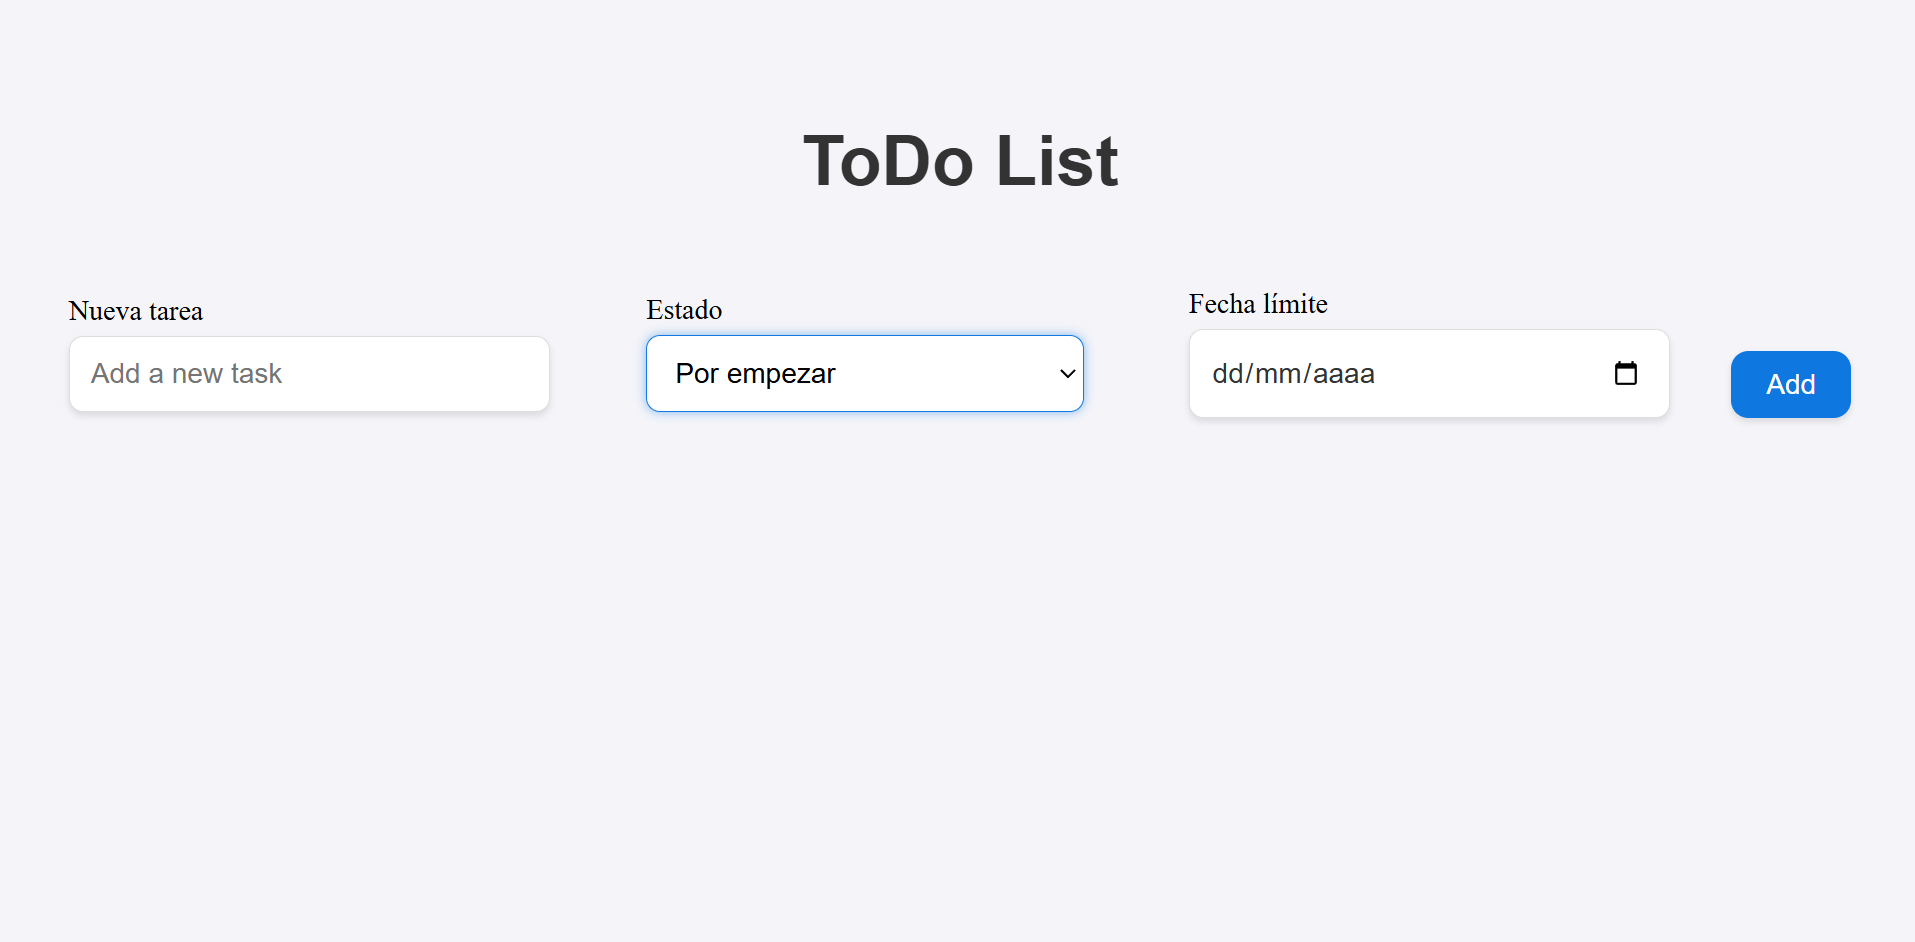 ToDo List
Nueva tarea
Estado
Fecha límite
Add a new task
Por empezar
dd/mm/aaaa
Add